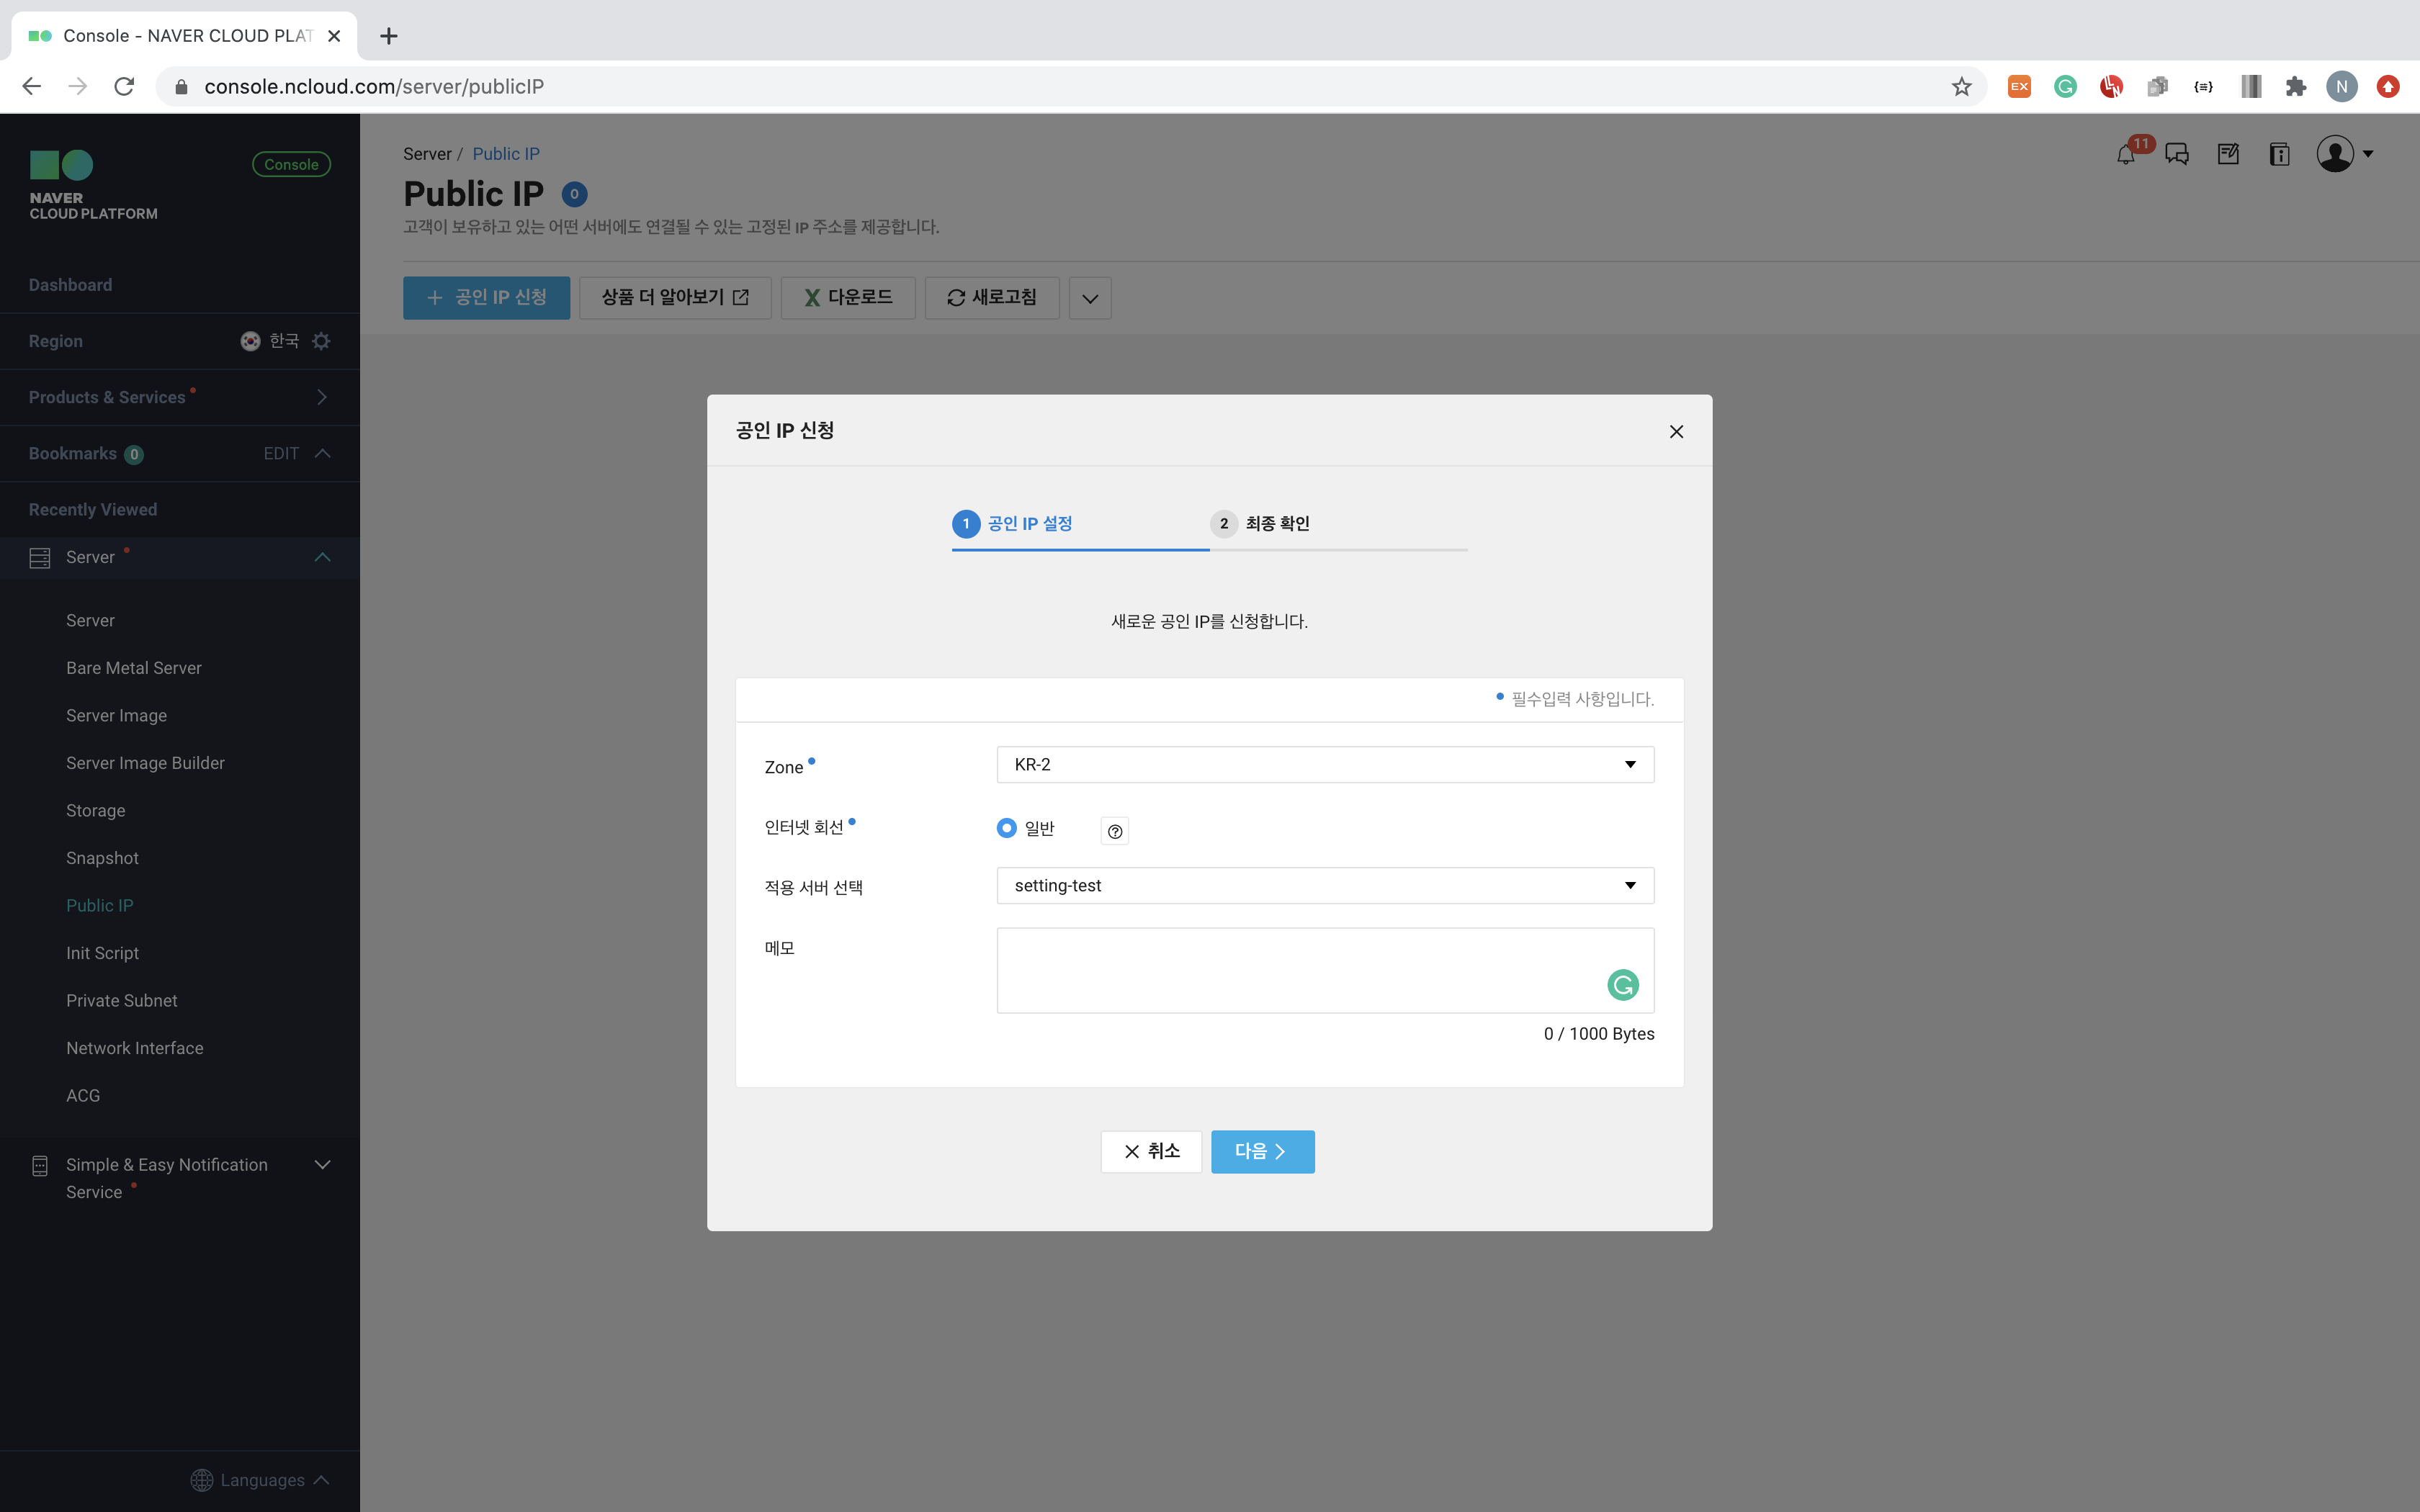 Console - NAVER CLOUD PLAT
console.ncloud.com/server/publicIP
EX
N
NAVER
CLOUD PLATFORM
Console
Dashboard
Region 한국
Products & Services
Bookmarks 0 EDIT
Recently Viewed
Server
Server
Bare Metal Server
Server Image
Server Image Builder
Storage
Snapshot
Public IP
Init Script
Private Subnet
Network Interface
ACG
Simple & Easy Notification
Service
Languages
Server / Public IP
11
Public IP 0
고객이 보유하고 있는 어떤 서버에도 연결될 수 있는 고정된 IP 주소를 제공합니다.
+ 공인 IP 신청 상품 더 알아보기 다운로드 새로고침
공인 IP 신청
1 공인 IP 설정 2 최종 확인
새로운 공인 IP를 신청합니다.
필수입력 사항입니다.
Zone KR-2
인터넷 회선 일반
적용 서버 선택 setting-test
메모
0 / 1000 Bytes
취소 다음